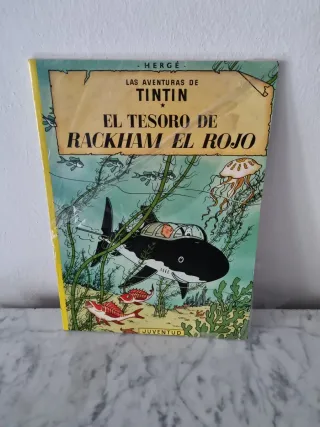 HERGÉ
LAS AVENTURAS DE
TINTIN
EL TESORO DE
RACKHAM EL ROJO
JUVENTUD